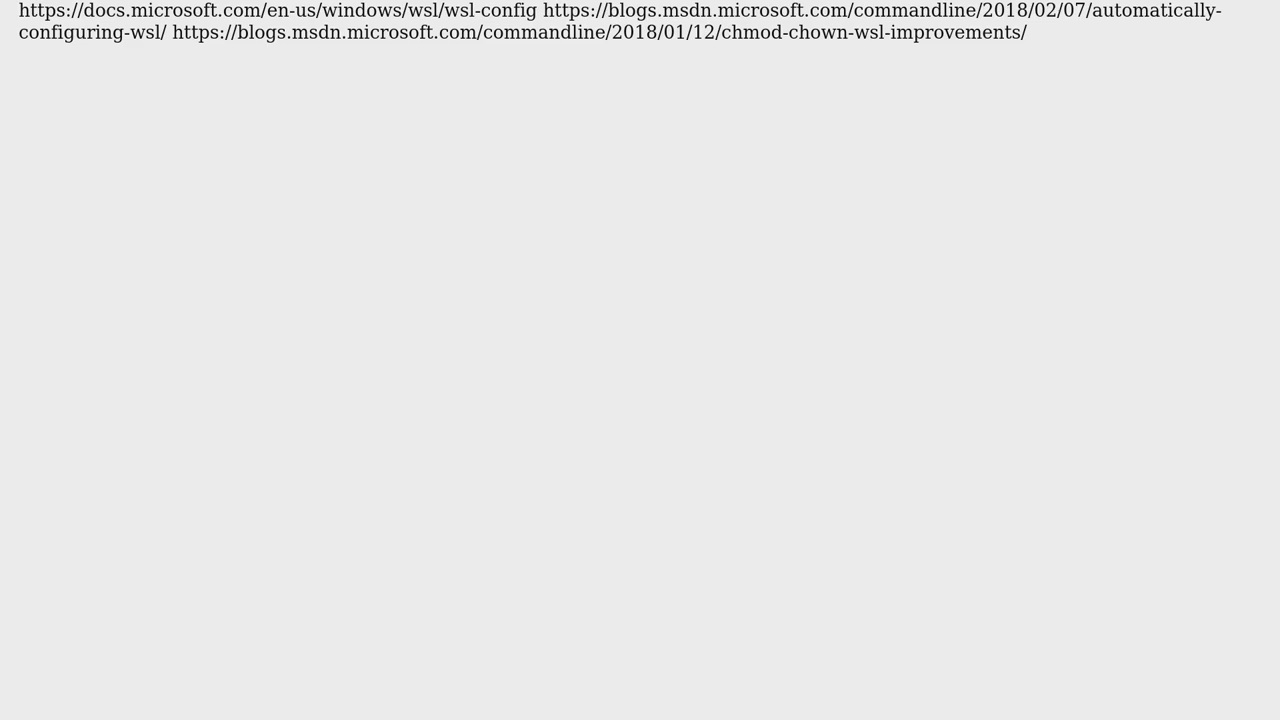 https://docs.microsoft.com/en-us/windows/wsl/wsl-config https://blogs.msdn.microsoft.com/commandline/2018/02/07/automatically-
configuring-wsl/ https://blogs.msdn.microsoft.com/commandline/2018/01/12/chmod-chown-wsl-improvements/